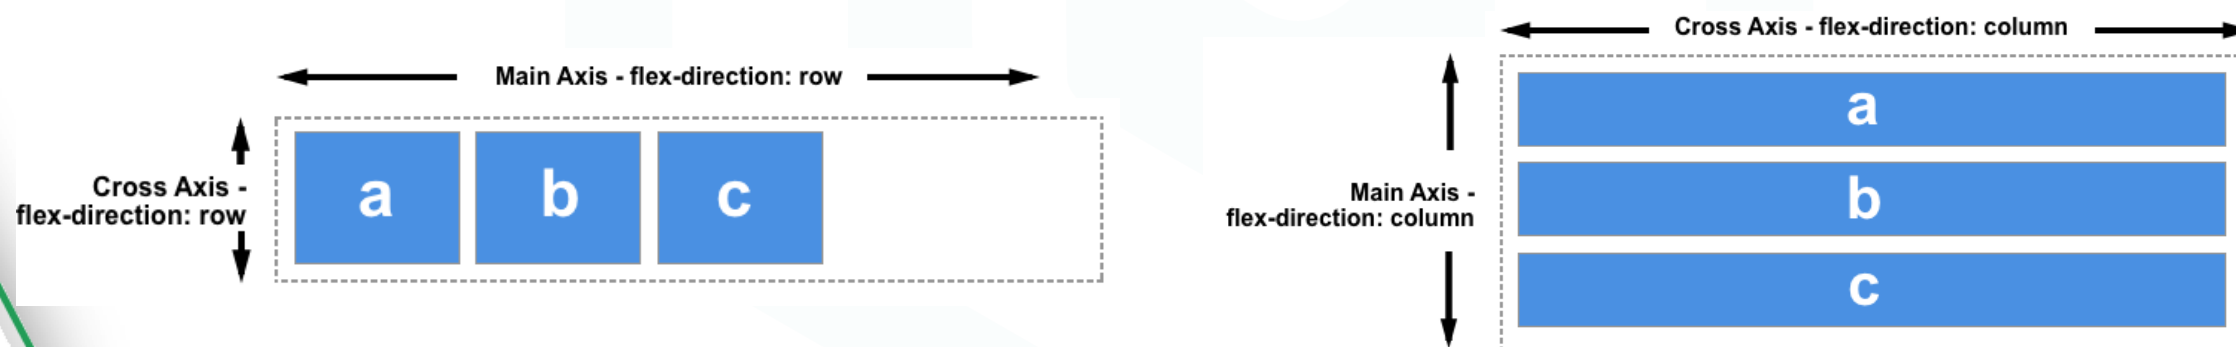 Main Axis - flex-direction: row
Cross Axis -
flex-direction: row
a
b
c
Cross Axis - flex-direction: column
Main Axis -
flex-direction: column
a
b
c